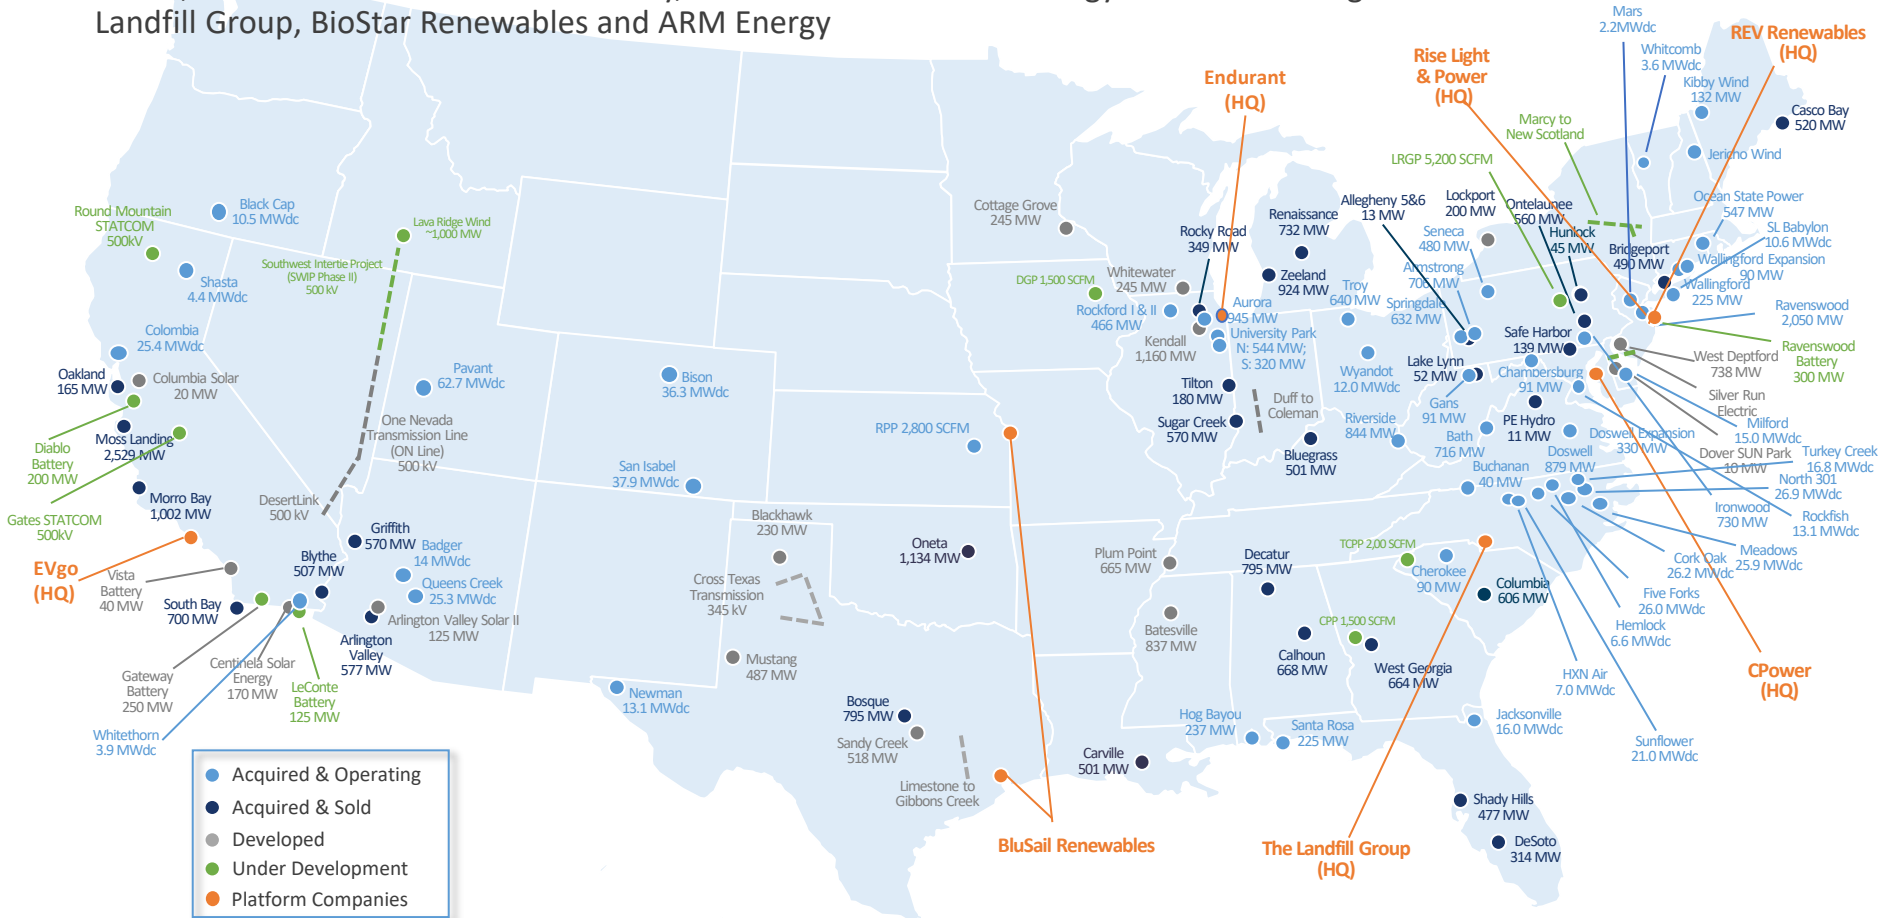 Landfill Group, BioStar Renewables and ARM Energy
Mars
2.2MWdc
REV Renewables
(HQ)
Whitcomb
3.6 MWdc
Rise Light
& Power
(HQ)
Endurant
(HQ)
Kibby Wind
132 MW
Casco Bay
520 MW
Marcy to
New Scotland
Jericho Wind
LRGP 5,200 SCFM
Allegheny 5&6
13 MW
Lockport
200 MW
Ontelaunee
560 MW
Ocean State Power
547 MW
Black Cap
10.5 MWdc
Round Mountain
STATCOM
500kV
Lava Ridge Wind
~1,000 MW
Cottage Grove
245 MW
Renaissance
732 MW
Rocky Road
349 MW
Seneca
480 MW
Hunlock
45 MW
SL Babylon
10.6 MWdc
Bridgeport
490 MW
Wallingford Expansion
90 MW
Shasta
4.4 MWdc
Southwest Intertie Project
(SWIP Phase II)
500 kV
DGP 1,500 SCFM
Whitewater
245 MW
Zeeland
924 MW
Troy
640 MW
Armstrong
706 MW
Wallingford
225 MW
Rockford I & II
466 MW
Aurora
945 MW
Springdale
632 MW
Ravenswood
2,050 MW
Colombia
25.4 MWdc
Kendall
1,160 MW
University Park
N: 544 MW;
S: 320 MW
Safe Harbor
139 MW
Ravenswood
Battery
300 MW
West Deptford
738 MW
Oakland
165 MW
Columbia Solar
20 MW
Pavant
62.7 MWdc
Bison
36.3 MWdc
Tilton
180 MW
Wyandot
12.0 MWdc
Lake Lynn
52 MW
Chambersburg
91 MW
Duff to
Coleman
Gans
91 MW
Silver Run
Electric
Diablo
Battery
200 MW
Moss Landing
2,529 MW
One Nevada
Transmission Line
(ON Line)
500 kV
RPP 2,800 SCFM
Sugar Creek
570 MW
Riverside
844 MW
PE Hydro
11 MW
Milford
15.0 MWdc
Bath
716 MW
Doswell Expansion
330 MW
Bluegrass
501 MW
Doswell
879 MW
Dover SUN Park
10 MW
Turkey Creek
16.8 MWdc
San Isabel
37.9 MWdc
Buchanan
40 MW
North 301
26.9 MWdc
Morro Bay
1,002 MW
DesertLink
500 kV
Ironwood
730 MW
Rockfish
13.1 MWdc
Gates STATCOM
500kV
Blackhawk
230 MW
Griffith
570 MW
Oneta
1,134 MW
Badger
14 MWdc
Plum Point
665 MW
Decatur
795 MW
TCPP 2,00 SCFM
Cherokee
90 MW
Cork Oak
26.2 MWdc
Meadows
25.9 MWdc
EVgo
(HQ)
Vista
Battery
40 MW
Blythe
507 MW
Queens Creek
25.3 MWdc
Cross Texas
Transmission
345 kV
Columbia
606 MW
Five Forks
26.0 MWdc
South Bay
700 MW
Arlington Valley Solar II
125 MW
Batesville
837 MW
CPP 1,500 SCFM
Hemlock
6.6 MWdc
Arlington
Valley
577 MW
Mustang
487 MW
Calhoun
668 MW
West Georgia
664 MW
HXN Air
7.0 MWdc
CPower
(HQ)
Gateway
Battery
250 MW
Centinela Solar
Energy
170 MW
LeConte
Battery
125 MW
Newman
13.1 MWdc
Bosque
795 MW
Hog Bayou
237 MW
Santa Rosa
225 MW
Jacksonville
16.0 MWdc
Whitethorn
3.9 MWdc
Sandy Creek
518 MW
Carville
501 MW
Sunflower
21.0 MWdc
Limestone to
Gibbons Creek
Shady Hills
477 MW
BluSail Renewables
The Landfill Group
(HQ)
DeSoto
314 MW
Acquired & Operating
Acquired & Sold
Developed
Under Development
Platform Companies